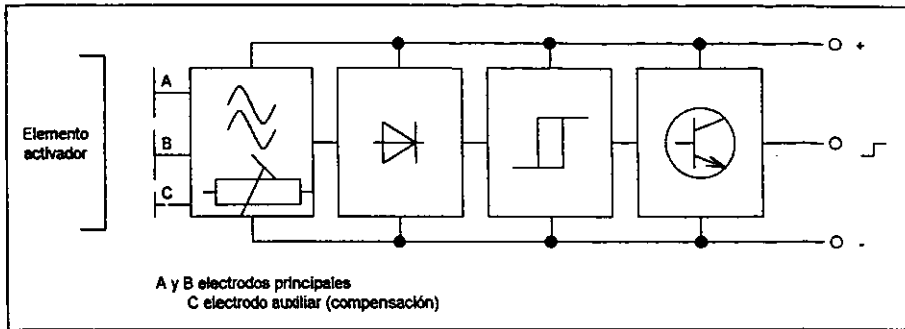 Elemento
activador
A
B
C
+
-
A y B electrodos principales
C electrodo auxiliar (compensación)